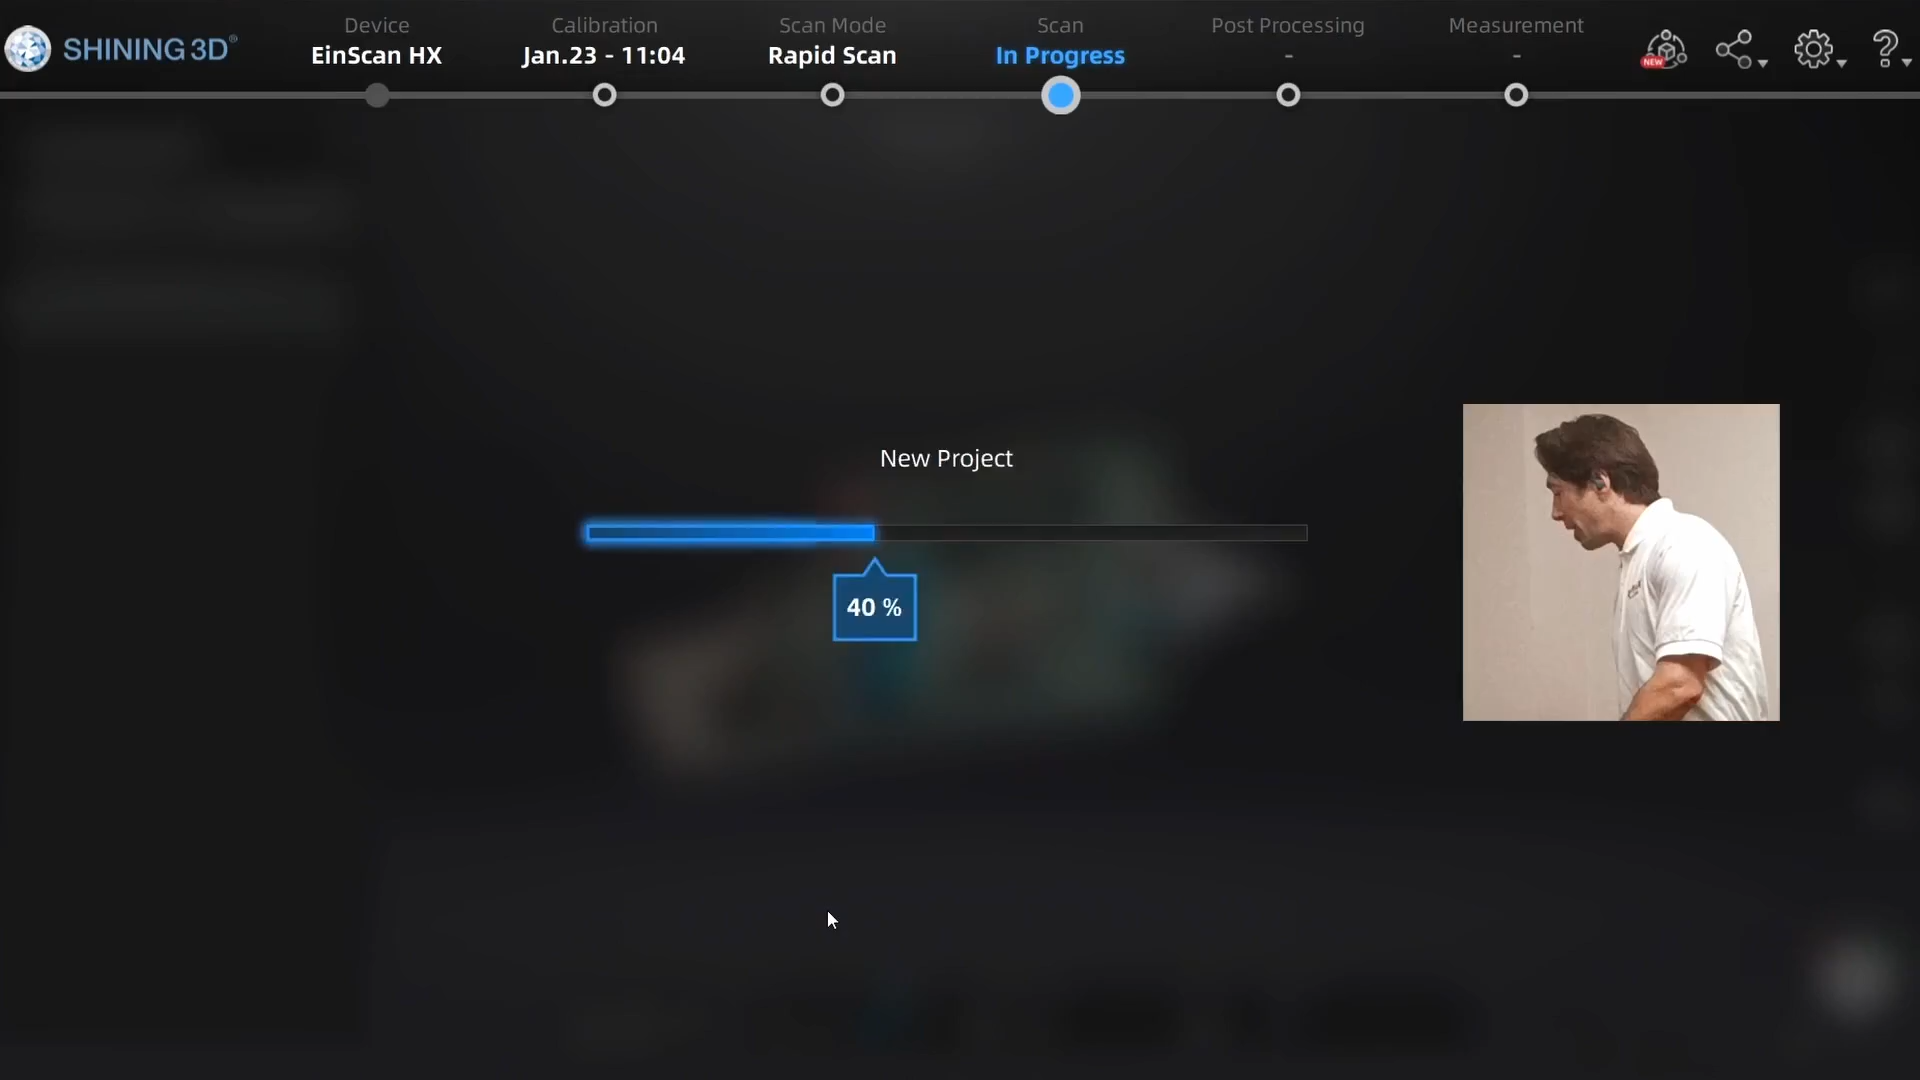 SHINING 3D®
Device
EinScan HX
Calibration
Jan.23 - 11:04
Scan Mode
Rapid Scan
Scan
In Progress
Post Processing
-
Measurement
-
NEW
?
New Project
40 %